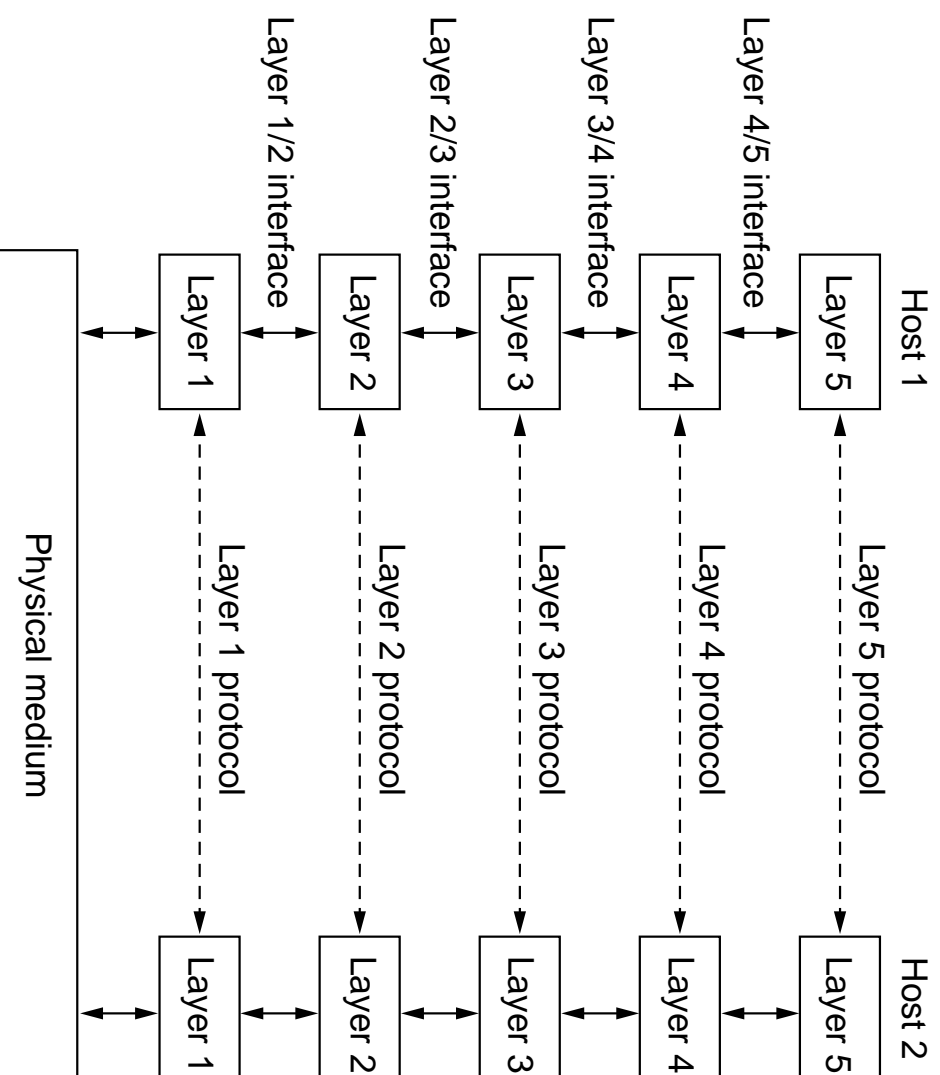 Host 1
Host 2
Layer 5
Layer 5 protocol
Layer 5
Layer 4/5 interface
Layer 4
Layer 4 protocol
Layer 4
Layer 3/4 interface
Layer 3
Layer 3 protocol
Layer 3
Layer 2/3 interface
Layer 2
Layer 2 protocol
Layer 2
Layer 1/2 interface
Layer 1
Layer 1 protocol
Layer 1
Physical medium